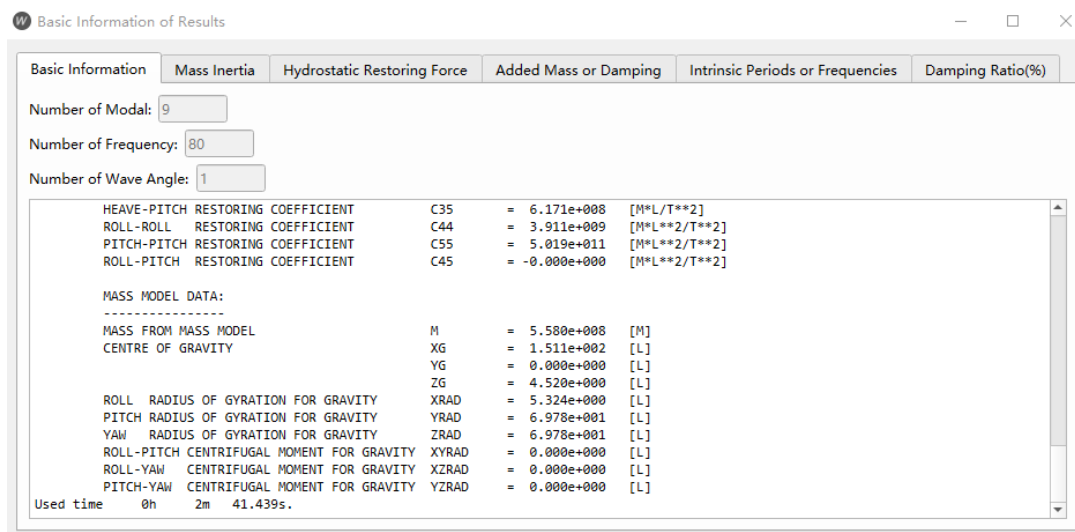 W Basic Information of Results
Basic Information Mass Inertia Hydrostatic Restoring Force Added Mass or Damping Intrinsic Periods or Frequencies Damping Ratio(%)
Number of Modal: 9
Number of Frequency: 80
Number of Wave Angle: 1
HEAVE-PITCH RESTORING COEFFICIENT C35 = 6.171e+008 [M*L/T**2]
ROLL-ROLL RESTORING COEFFICIENT C44 = 3.911e+009 [M*L**2/T**2]
PITCH-PITCH RESTORING COEFFICIENT C55 = 5.019e+011 [M*L**2/T**2]
ROLL-PITCH RESTORING COEFFICIENT C45 = -0.000e+000 [M*L**2/T**2]
MASS MODEL DATA:
----------------
MASS FROM MASS MODEL M = 5.580e+008 [M]
CENTRE OF GRAVITY XG = 1.511e+002 [L]
YG = 0.000e+000 [L]
ZG = 4.520e+000 [L]
ROLL RADIUS OF GYRATION FOR GRAVITY XRAD = 5.324e+000 [L]
PITCH RADIUS OF GYRATION FOR GRAVITY YRAD = 6.978e+001 [L]
YAW RADIUS OF GYRATION FOR GRAVITY ZRAD = 6.978e+001 [L]
ROLL-PITCH CENTRIFUGAL MOMENT FOR GRAVITY XYRAD = 0.000e+000 [L]
ROLL-YAW CENTRIFUGAL MOMENT FOR GRAVITY XZRAD = 0.000e+000 [L]
PITCH-YAW CENTRIFUGAL MOMENT FOR GRAVITY YZRAD = 0.000e+000 [L]
Used time 0h 2m 41.439s.